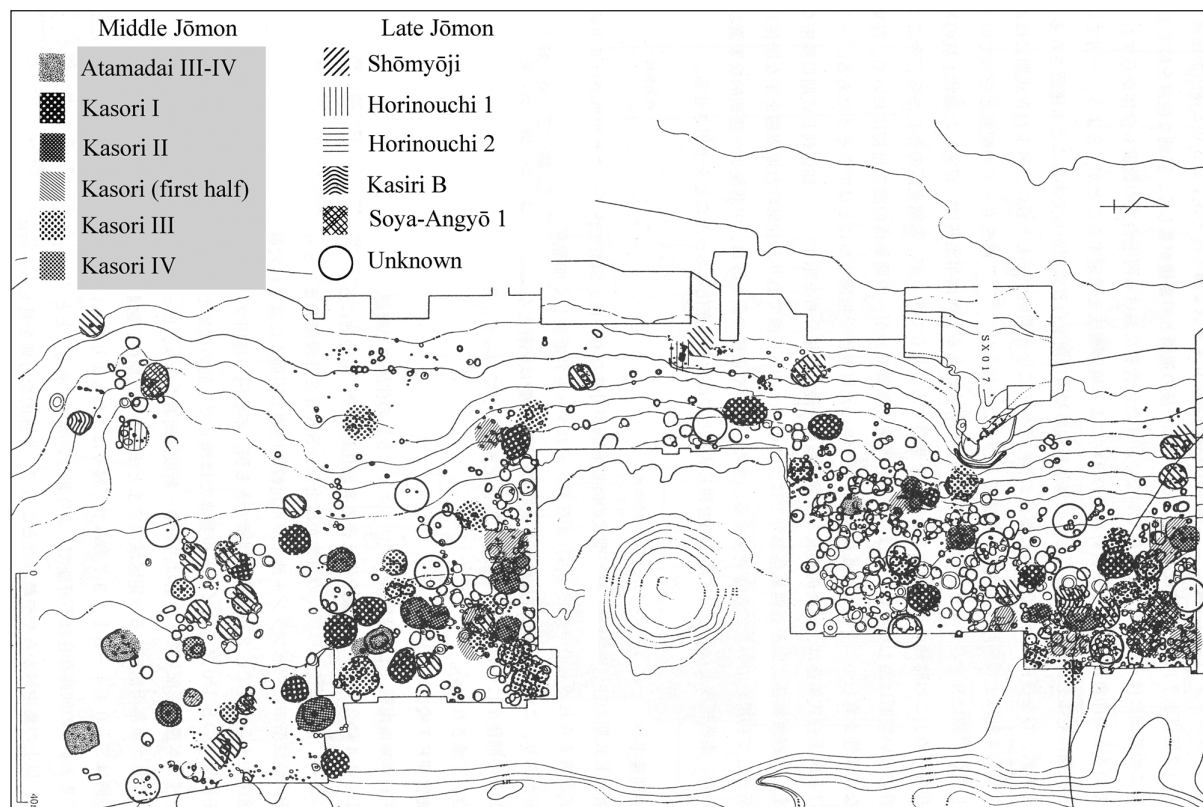 Middle Jōmon
Atamadai III-IV
Kasori I
Kasori II
Kasori (first half)
Kasori III
Kasori IV
Late Jōmon
Shōmyōji
Horinouchi 1
Horinouchi 2
Kasiri B
Soya-Angyō 1
Unknown
SX017
0